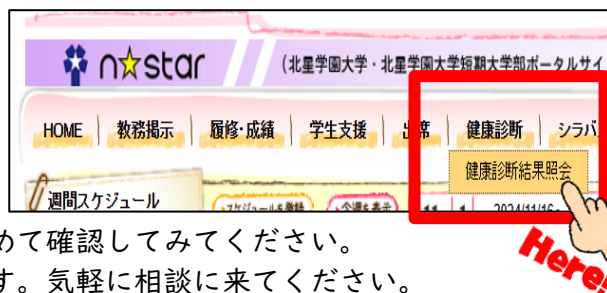 n☆star (北星学園大学・北星学園大学短期大学部ポータルサイ
HOME 教務掲示 履修・成績 学生支援 出席 健康診断 シラバ
健康診断結果照会
週間スケジュール
めて確認してみてください。
Here!
す。気軽に相談に来てください。